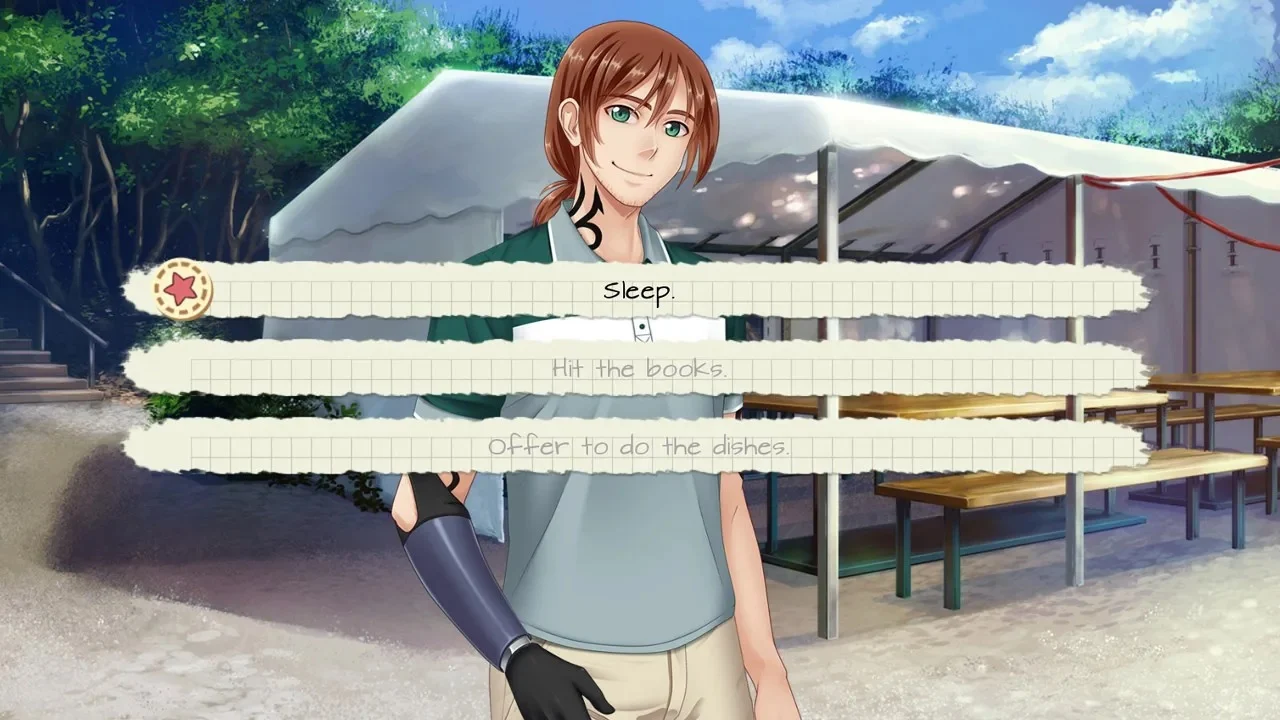 Sleep.
Hit the books.
Offer to do the dishes.